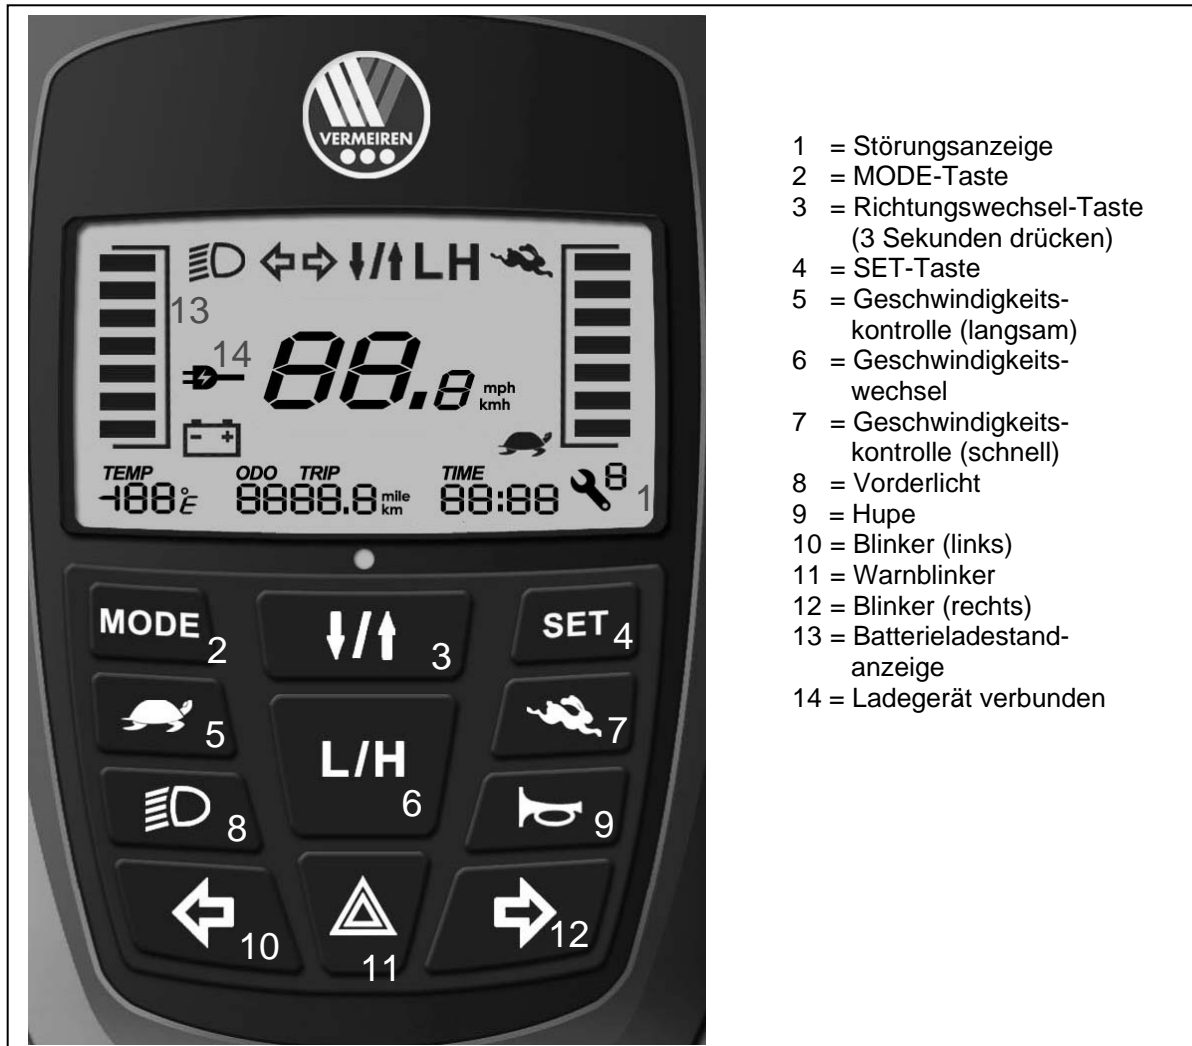 VERMEIREN
LH
13
14
88.8 mph
kmh
TEMP ODO TRIP TIME
-188 °C 8888.8 mile
km 88:88 8
1
MODE 2
3
SET 4
5
L/H
6
7
8
9
10
11
12
1 = Störungsanzeige
2 = MODE-Taste
3 = Richtungswechsel-Taste
(3 Sekunden drücken)
4 = SET-Taste
5 = Geschwindigkeits-
kontrolle (langsam)
6 = Geschwindigkeits-
wechsel
7 = Geschwindigkeits-
kontrolle (schnell)
8 = Vorderlicht
9 = Hupe
10 = Blinker (links)
11 = Warnblinker
12 = Blinker (rechts)
13 = Batterieladestand-
anzeige
14 = Ladegerät verbunden